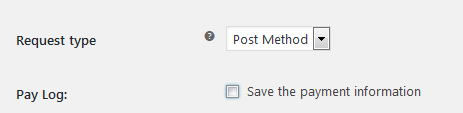 Request type ? Post Method
Pay Log: Save the payment information